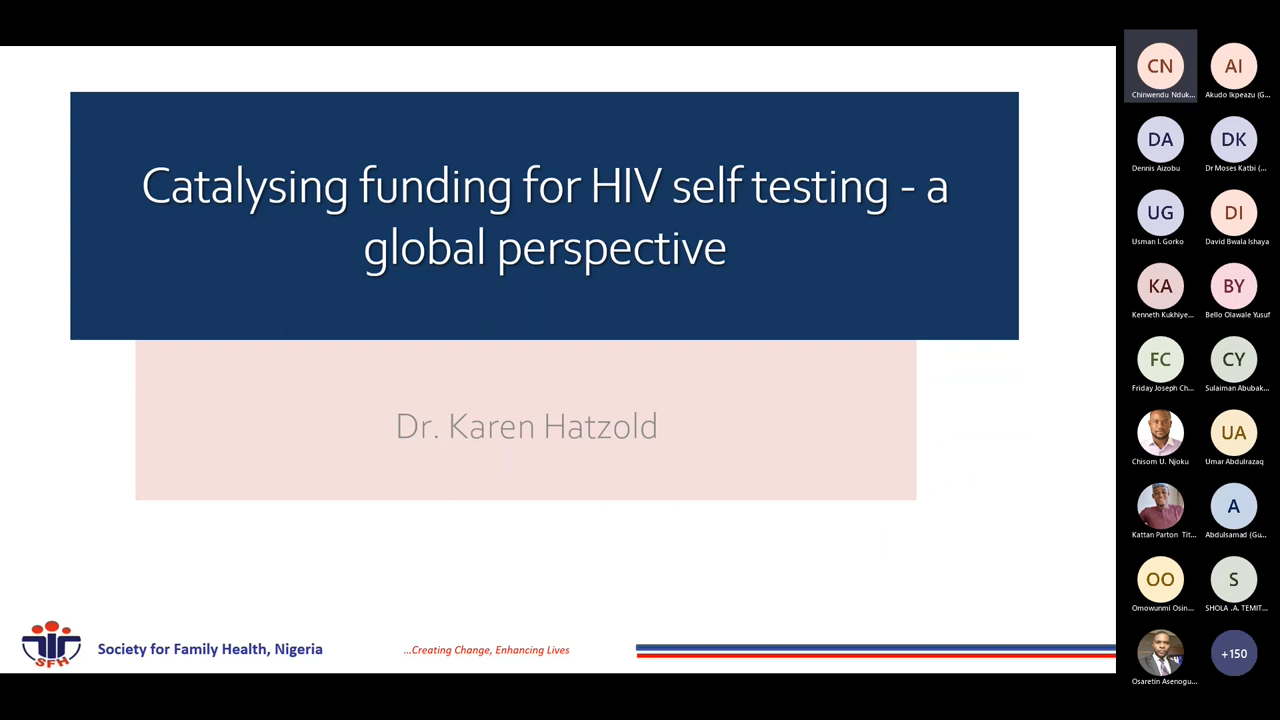 Catalysing funding for HIV self testing - a
global perspective
Dr. Karen Hatzold
SFH
Society for Family Health, Nigeria
...Creating Change, Enhancing Lives
CN
Chinwendu Nduk...
AI
Akudo Ikpeazu (G...
DA
Dennis Aizobu
DK
Dr Moses Katbi (...
UG
Usman I. Gorko
DI
David Bwala Ishaya
KA
Kenneth Kukhiye...
BY
Bello Olawale Yusuf
FC
Friday Joseph Ch...
CY
Sulaiman Abubak...
Chisom U. Njoku
UA
Umar Abdulrazaq
Kattan Parton Tit...
A
Abdulsamad (Gu...
OO
Omowunmi Osin...
S
SHOLA .A. TEMIT...
Osaretin Asenogu...
+150